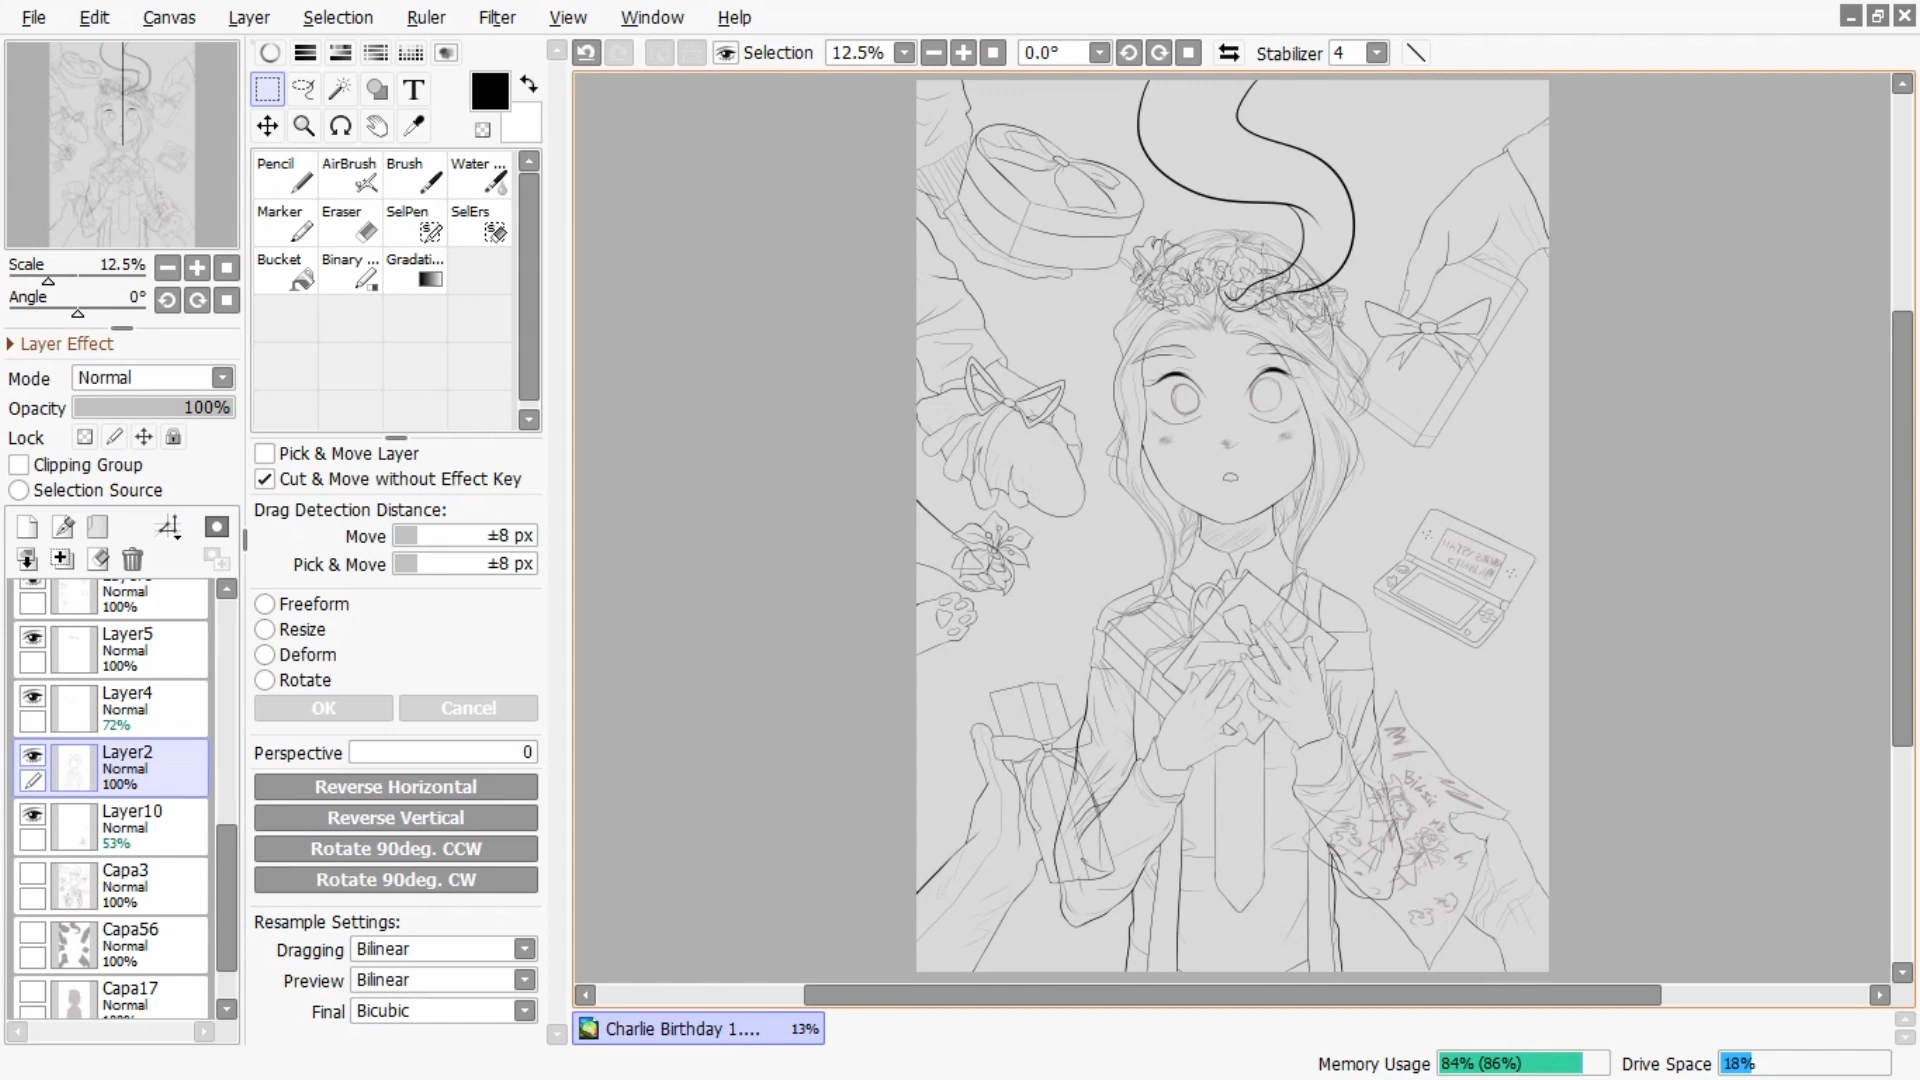 File Edit Canvas Layer Selection Ruler Filter View Window Help
Selection 12.5% 0.0° Stabilizer 4
Scale 12.5%
Angle 0°
Layer Effect
Mode Normal
Opacity 100%
Lock
Clipping Group
Selection Source
Normal
100%
Layer5
Normal
100%
Layer4
Normal
72%
Layer2
Normal
100%
Layer10
Normal
53%
Capa3
Normal
100%
Capa56
Normal
100%
Capa17
Normal
T
Pencil AirBrush Brush Water ...
Marker Eraser SelPen SelErs
Bucket Binary ... Gradati...
Pick & Move Layer
Cut & Move without Effect Key
Drag Detection Distance:
Move ±8 px
Pick & Move ±8 px
Freeform
Resize
Deform
Rotate
OK Cancel
Perspective 0
Reverse Horizontal
Reverse Vertical
Rotate 90deg. CCW
Rotate 90deg. CW
Resample Settings:
Dragging Bilinear
Preview Bilinear
Final Bicubic
Charlie Birthday 1.... 13%
Memory Usage 84% (86%) Drive Space 18%